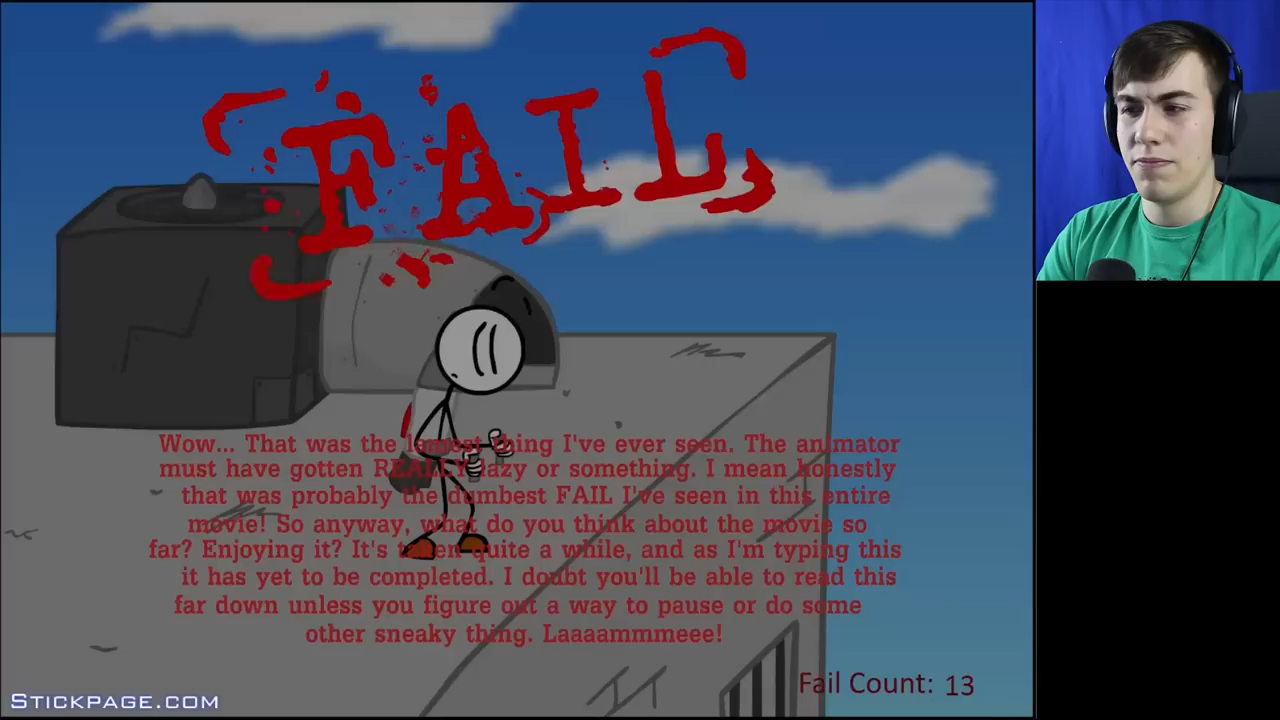 FAIL
Wow... That was the lamest thing I've ever seen. The animator
must have gotten REALLY lazy or something. I mean honestly
that was probably the dumbest FAIL I've seen in this entire
movie! So anyway, what do you think about the movie so
far? Enjoying it? It's taken quite a while, and as I'm typing this
it has yet to be completed. I doubt you'll be able to read this
far down unless you figure out a way to pause or do some
other sneaky thing. Laaaammmeee!
Fail Count: 13
STICKPAGE.COM